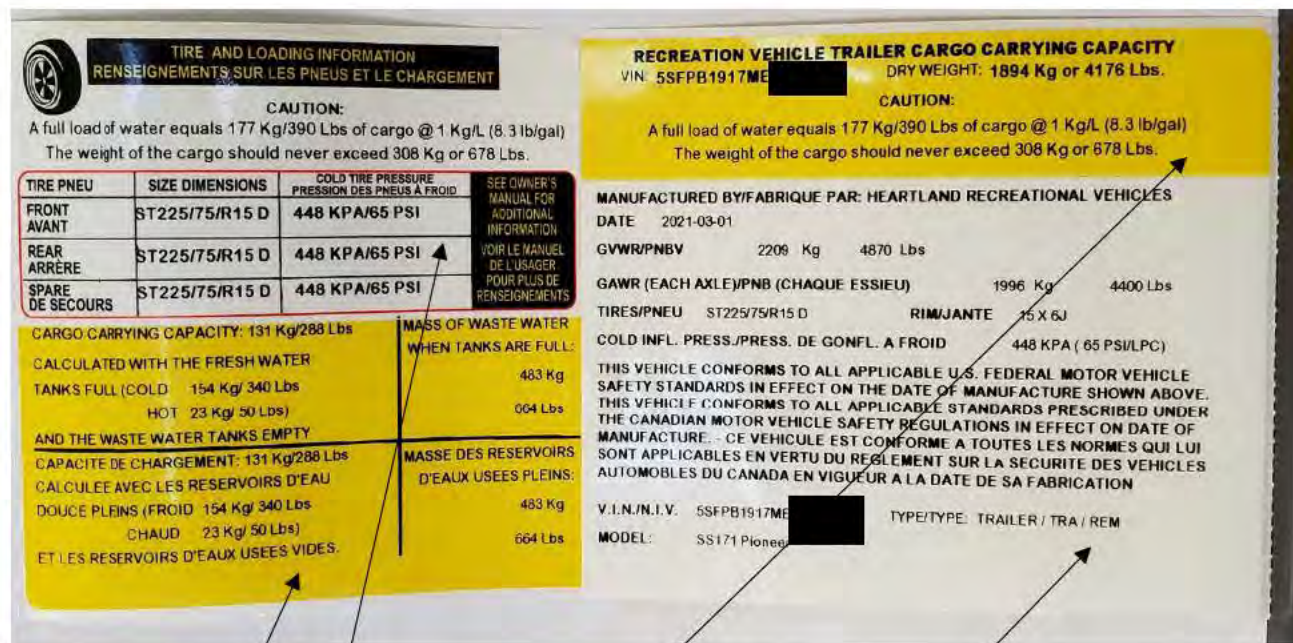 TIRE AND LOADING INFORMATION
RENSEIGNEMENTS SUR LES PNEUS ET LE CHARGEMENT
CAUTION:
A full load of water equals 177 Kg/390 Lbs of cargo @ 1 Kg/L (8.3 lb/gal)
The weight of the cargo should never exceed 308 Kg or 678 Lbs.
TIRE PNEU SIZE DIMENSIONS COLD TIRE PRESSURE
PRESSION DES PNEUS À FROID
FRONT
AVANT ST225/75/R15 D 448 KPA/65 PSI
REAR
ARRÈRE ST225/75/R15 D 448 KPA/65 PSI
SPARE
DE SECOURS ST225/75/R15 D 448 KPA/65 PSI
SEE OWNER'S
MANUAL FOR
ADDITIONAL
INFORMATION
VOIR LE MANUEL
DE L'USAGER
POUR PLUS DE
RENSEIGNEMENTS
CARGO CARRYING CAPACITY: 131 Kg/288 Lbs
CALCULATED WITH THE FRESH WATER
TANKS FULL (COLD 154 Kg/ 340 Lbs
HOT 23 Kg/ 50 Lbs)
AND THE WASTE WATER TANKS EMPTY
MASS OF WASTE WATER
WHEN TANKS ARE FULL:
483 Kg
664 Lbs
CAPACITE DE CHARGEMENT: 131 Kg/288 Lbs
CALCULEE AVEC LES RESERVOIRS D'EAU
DOUCE PLEINS (FROID 154 Kg/ 340 Lbs
CHAUD 23 Kg/ 50 Lbs)
ET LES RESERVOIRS D'EAUX USEES VIDES.
MASSE DES RESERVOIRS
D'EAUX USEES PLEINS:
483 Kg
664 Lbs
RECREATION VEHICLE TRAILER CARGO CARRYING CAPACITY
VIN: 5SFPB1917ME DRY WEIGHT: 1894 Kg or 4176 Lbs.
CAUTION:
A full load of water equals 177 Kg/390 Lbs of cargo @ 1 Kg/L (8.3 lb/gal)
The weight of the cargo should never exceed 308 Kg or 678 Lbs.
MANUFACTURED BY/FABRIQUE PAR: HEARTLAND RECREATIONAL VEHICLES
DATE 2021-03-01
GVWR/PNBV 2209 Kg 4870 Lbs
GAWR (EACH AXLE)/PNB (CHAQUE ESSIEU) 1996 Kg 4400 Lbs
TIRES/PNEU ST225/75/R15 D RIM/JANTE 15 X 6J
COLD INFL. PRESS./PRESS. DE GONFL. A FROID 448 KPA ( 65 PSI/LPC)
THIS VEHICLE CONFORMS TO ALL APPLICABLE U.S. FEDERAL MOTOR VEHICLE
SAFETY STANDARDS IN EFFECT ON THE DATE OF MANUFACTURE SHOWN ABOVE.
THIS VEHICLE CONFORMS TO ALL APPLICABLE STANDARDS PRESCRIBED UNDER
THE CANADIAN MOTOR VEHICLE SAFETY REGULATIONS IN EFFECT ON DATE OF
MANUFACTURE. - CE VEHICULE EST CONFORME A TOUTES LES NORMES QUI LUI
SONT APPLICABLES EN VERTU DU REGLEMENT SUR LA SECURITE DES VEHICLES
AUTOMOBLES DU CANADA EN VIGUEUR A LA DATE DE SA FABRICATION
V.I.N./N.I.V. 5SFPB1917ME TYPE/TYPE: TRAILER / TRA / REM
MODEL: SS171 Pioneer